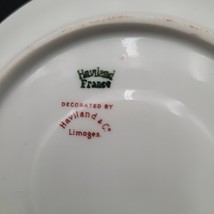 Haviland
France
DECORATED BY
Haviland & Co
Limoges.